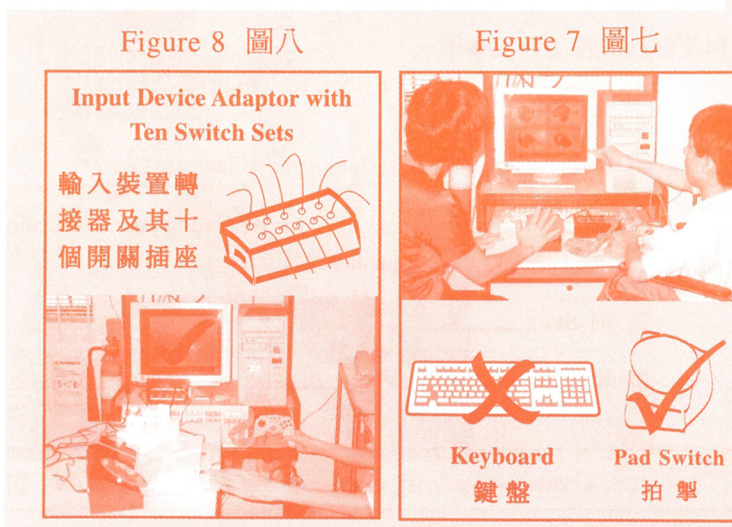 Figure 8 圖八
Input Device Adaptor with
Ten Switch Sets
輸入裝置轉
接器及其十
個開關插座
Figure 7 圖七
Keyboard
鍵盤
Pad Switch
拍掣